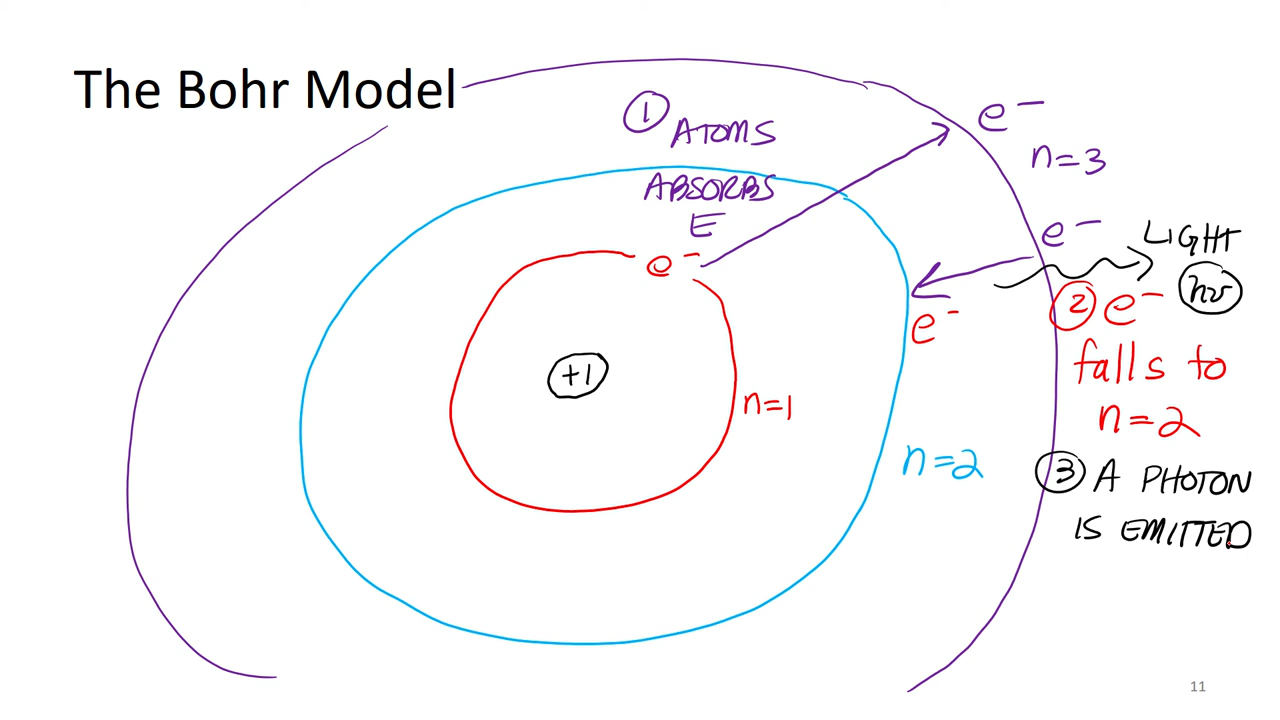 The Bohr Model
① ATOMS
ABSORBS
E
e⁻
n=3
e⁻
LIGHT
hν
e⁻
e⁻
② e⁻
falls to
n=2
+1
n=1
n=2
③ A PHOTON
IS EMITTED
11